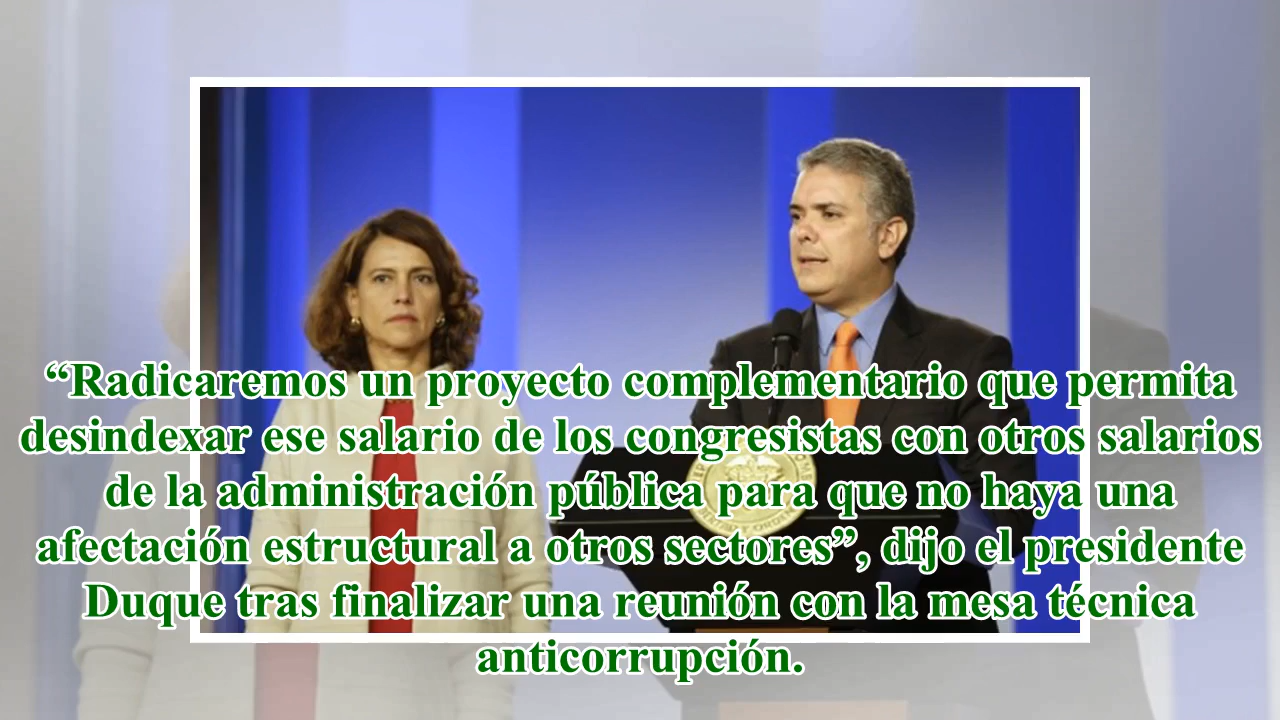 “Radicaremos un proyecto complementario que permita
desindexar ese salario de los congresistas con otros salarios
de la administración pública para que no haya una
afectación estructural a otros sectores”, dijo el presidente
Duque tras finalizar una reunión con la mesa técnica
anticorrupción.